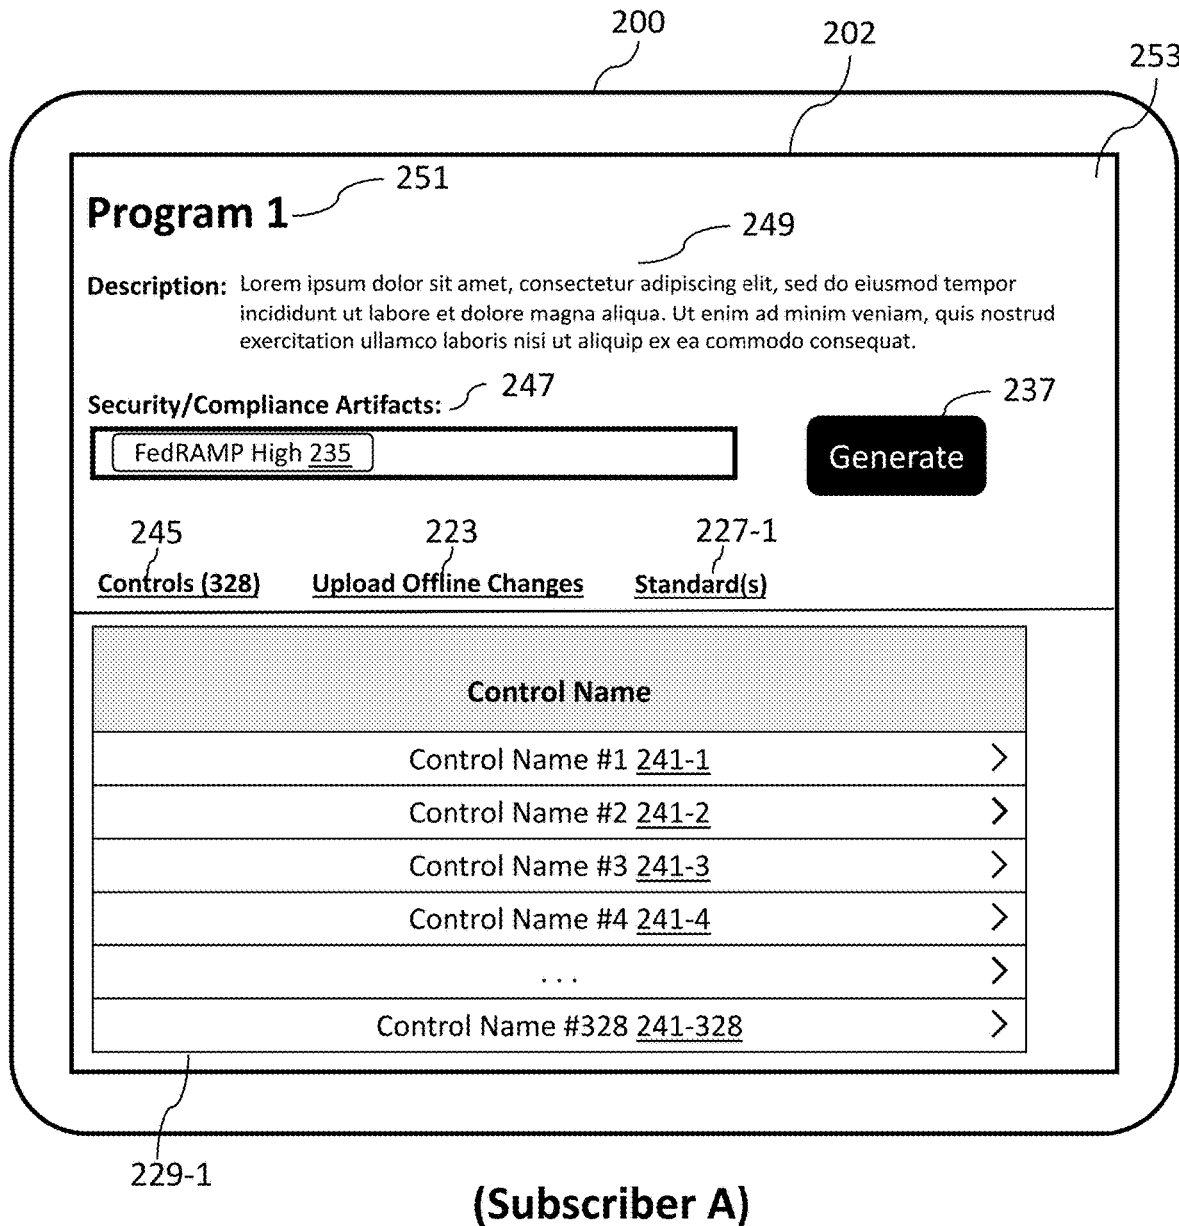 200
202
253
251
Program 1
249
Description: Lorem ipsum dolor sit amet, consectetur adipiscing elit, sed do eiusmod tempor
incididunt ut labore et dolore magna aliqua. Ut enim ad minim veniam, quis nostrud
exercitation ullamco laboris nisi ut aliquip ex ea commodo consequat.
247
237
Security/Compliance Artifacts:
FedRAMP High 235
Generate
245 223 227-1
Controls (328) Upload Offline Changes Standard(s)
Control Name
Control Name #1 241-1 >
Control Name #2 241-2 >
Control Name #3 241-3 >
Control Name #4 241-4 >
. . . >
Control Name #328 241-328 >
229-1
(Subscriber A)